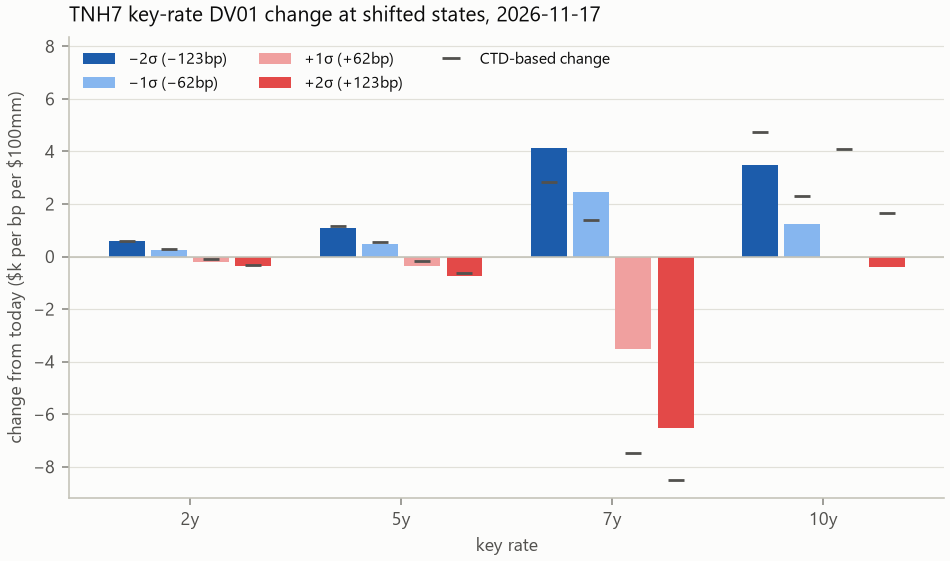 TNH7 key-rate DV01 change at shifted states, 2026-11-17
−2σ (−123bp)
−1σ (−62bp)
+1σ (+62bp)
+2σ (+123bp)
CTD-based change
change from today ($k per bp per $100mm)
8
6
4
2
0
−2
−4
−6
−8
2y
5y
7y
10y
key rate